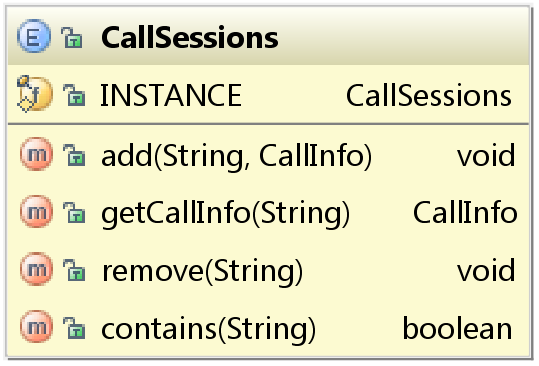 E CallSessions
f INSTANCE CallSessions
m add(String, CallInfo) void
m getCallInfo(String) CallInfo
m remove(String) void
m contains(String) boolean